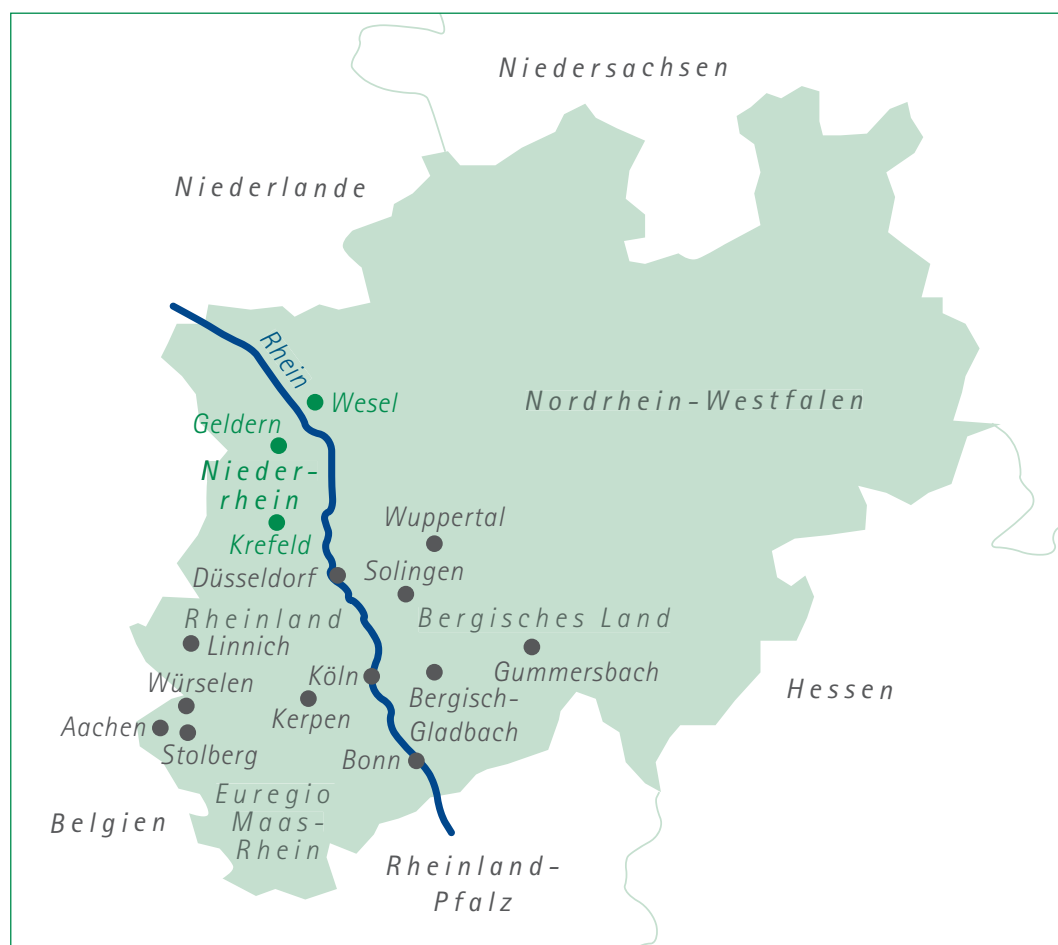 Niedersachsen
Niederlande
Rhein
Wesel
Nordrhein-Westfalen
Geldern
Nieder-
rhein
Krefeld
Wuppertal
Düsseldorf
Solingen
Rheinland
Bergisches Land
Linnich
Gummersbach
Würselen
Köln
Kerpen
Bergisch-
Gladbach
Hessen
Aachen
Stolberg
Bonn
Euregio
Maas-
Rhein
Belgien
Rheinland-
Pfalz